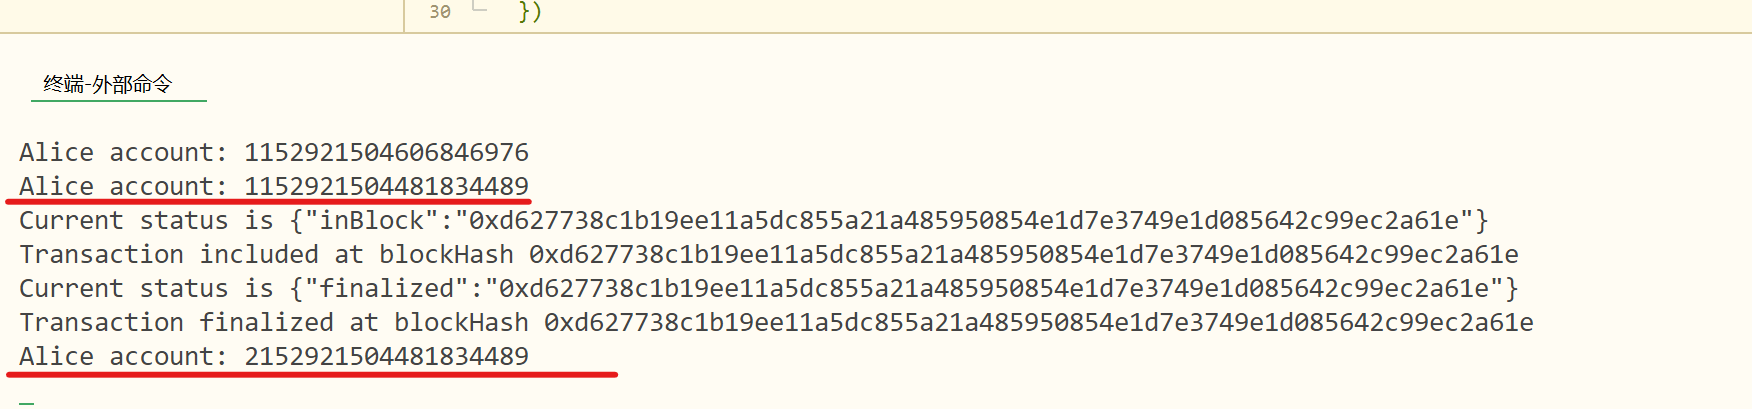 30 })
终端-外部命令
Alice account: 1152921504606846976
Alice account: 1152921504481834489
Current status is {"inBlock":"0xd627738c1b19ee11a5dc855a21a485950854e1d7e3749e1d085642c99ec2a61e"}
Transaction included at blockHash 0xd627738c1b19ee11a5dc855a21a485950854e1d7e3749e1d085642c99ec2a61e
Current status is {"finalized":"0xd627738c1b19ee11a5dc855a21a485950854e1d7e3749e1d085642c99ec2a61e"}
Transaction finalized at blockHash 0xd627738c1b19ee11a5dc855a21a485950854e1d7e3749e1d085642c99ec2a61e
Alice account: 2152921504481834489